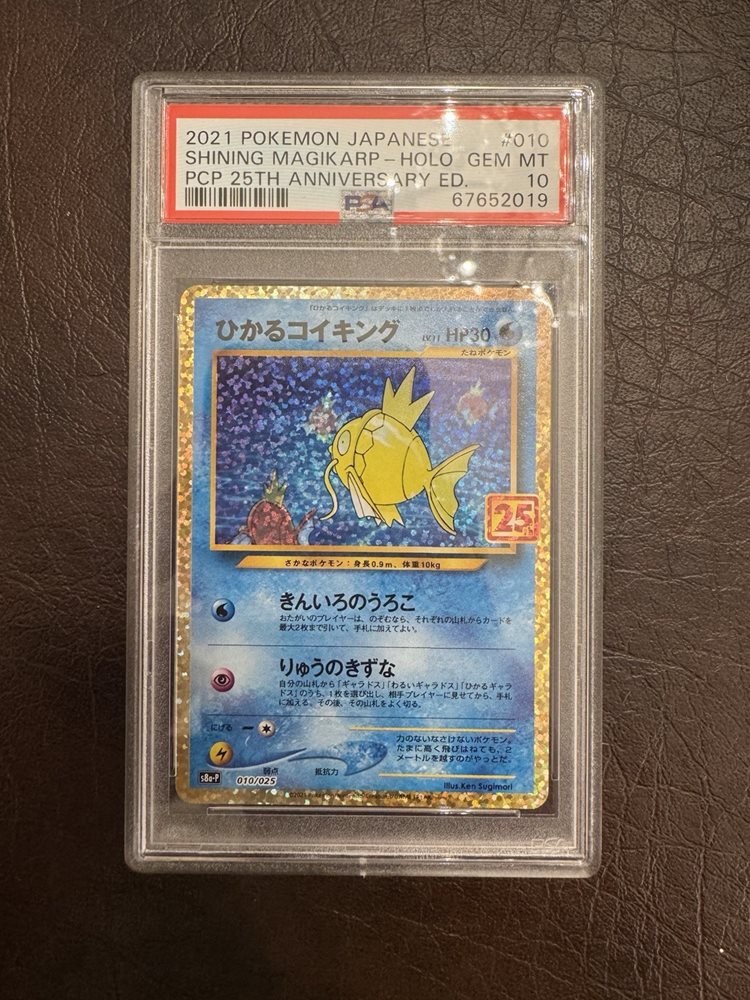 2021 POKEMON JAPANESE #010
SHINING MAGIKARP-HOLO GEM MT
PCP 25TH ANNIVERSARY ED. 10
PSA 67652019
ひかるコイキング LV.11 HP30
たねポケモン
25
さかなポケモン:身長0.9m、体重10kg
きんいろのうろこ
おたがいのプレイヤーは、のぞむなら、それぞれの山札からカードを
最大2枚まで引いて、手札に加えてよい。
りゅうのきずな
自分の山札から「ギャラドス」「わるいギャラドス」「ひかるギャラ
ドス」のうち、1枚を選び出し、相手プレイヤーに見せてから、手札
に加える。その後、その山札をよく切る。
にげる
力のないなさけないポケモン。
たまに高く飛びはねても、2
メートルを越すのがやっとだ。
弱点 抵抗力
s8a-P 010/025
Illus.Ken Sugimori
PSA